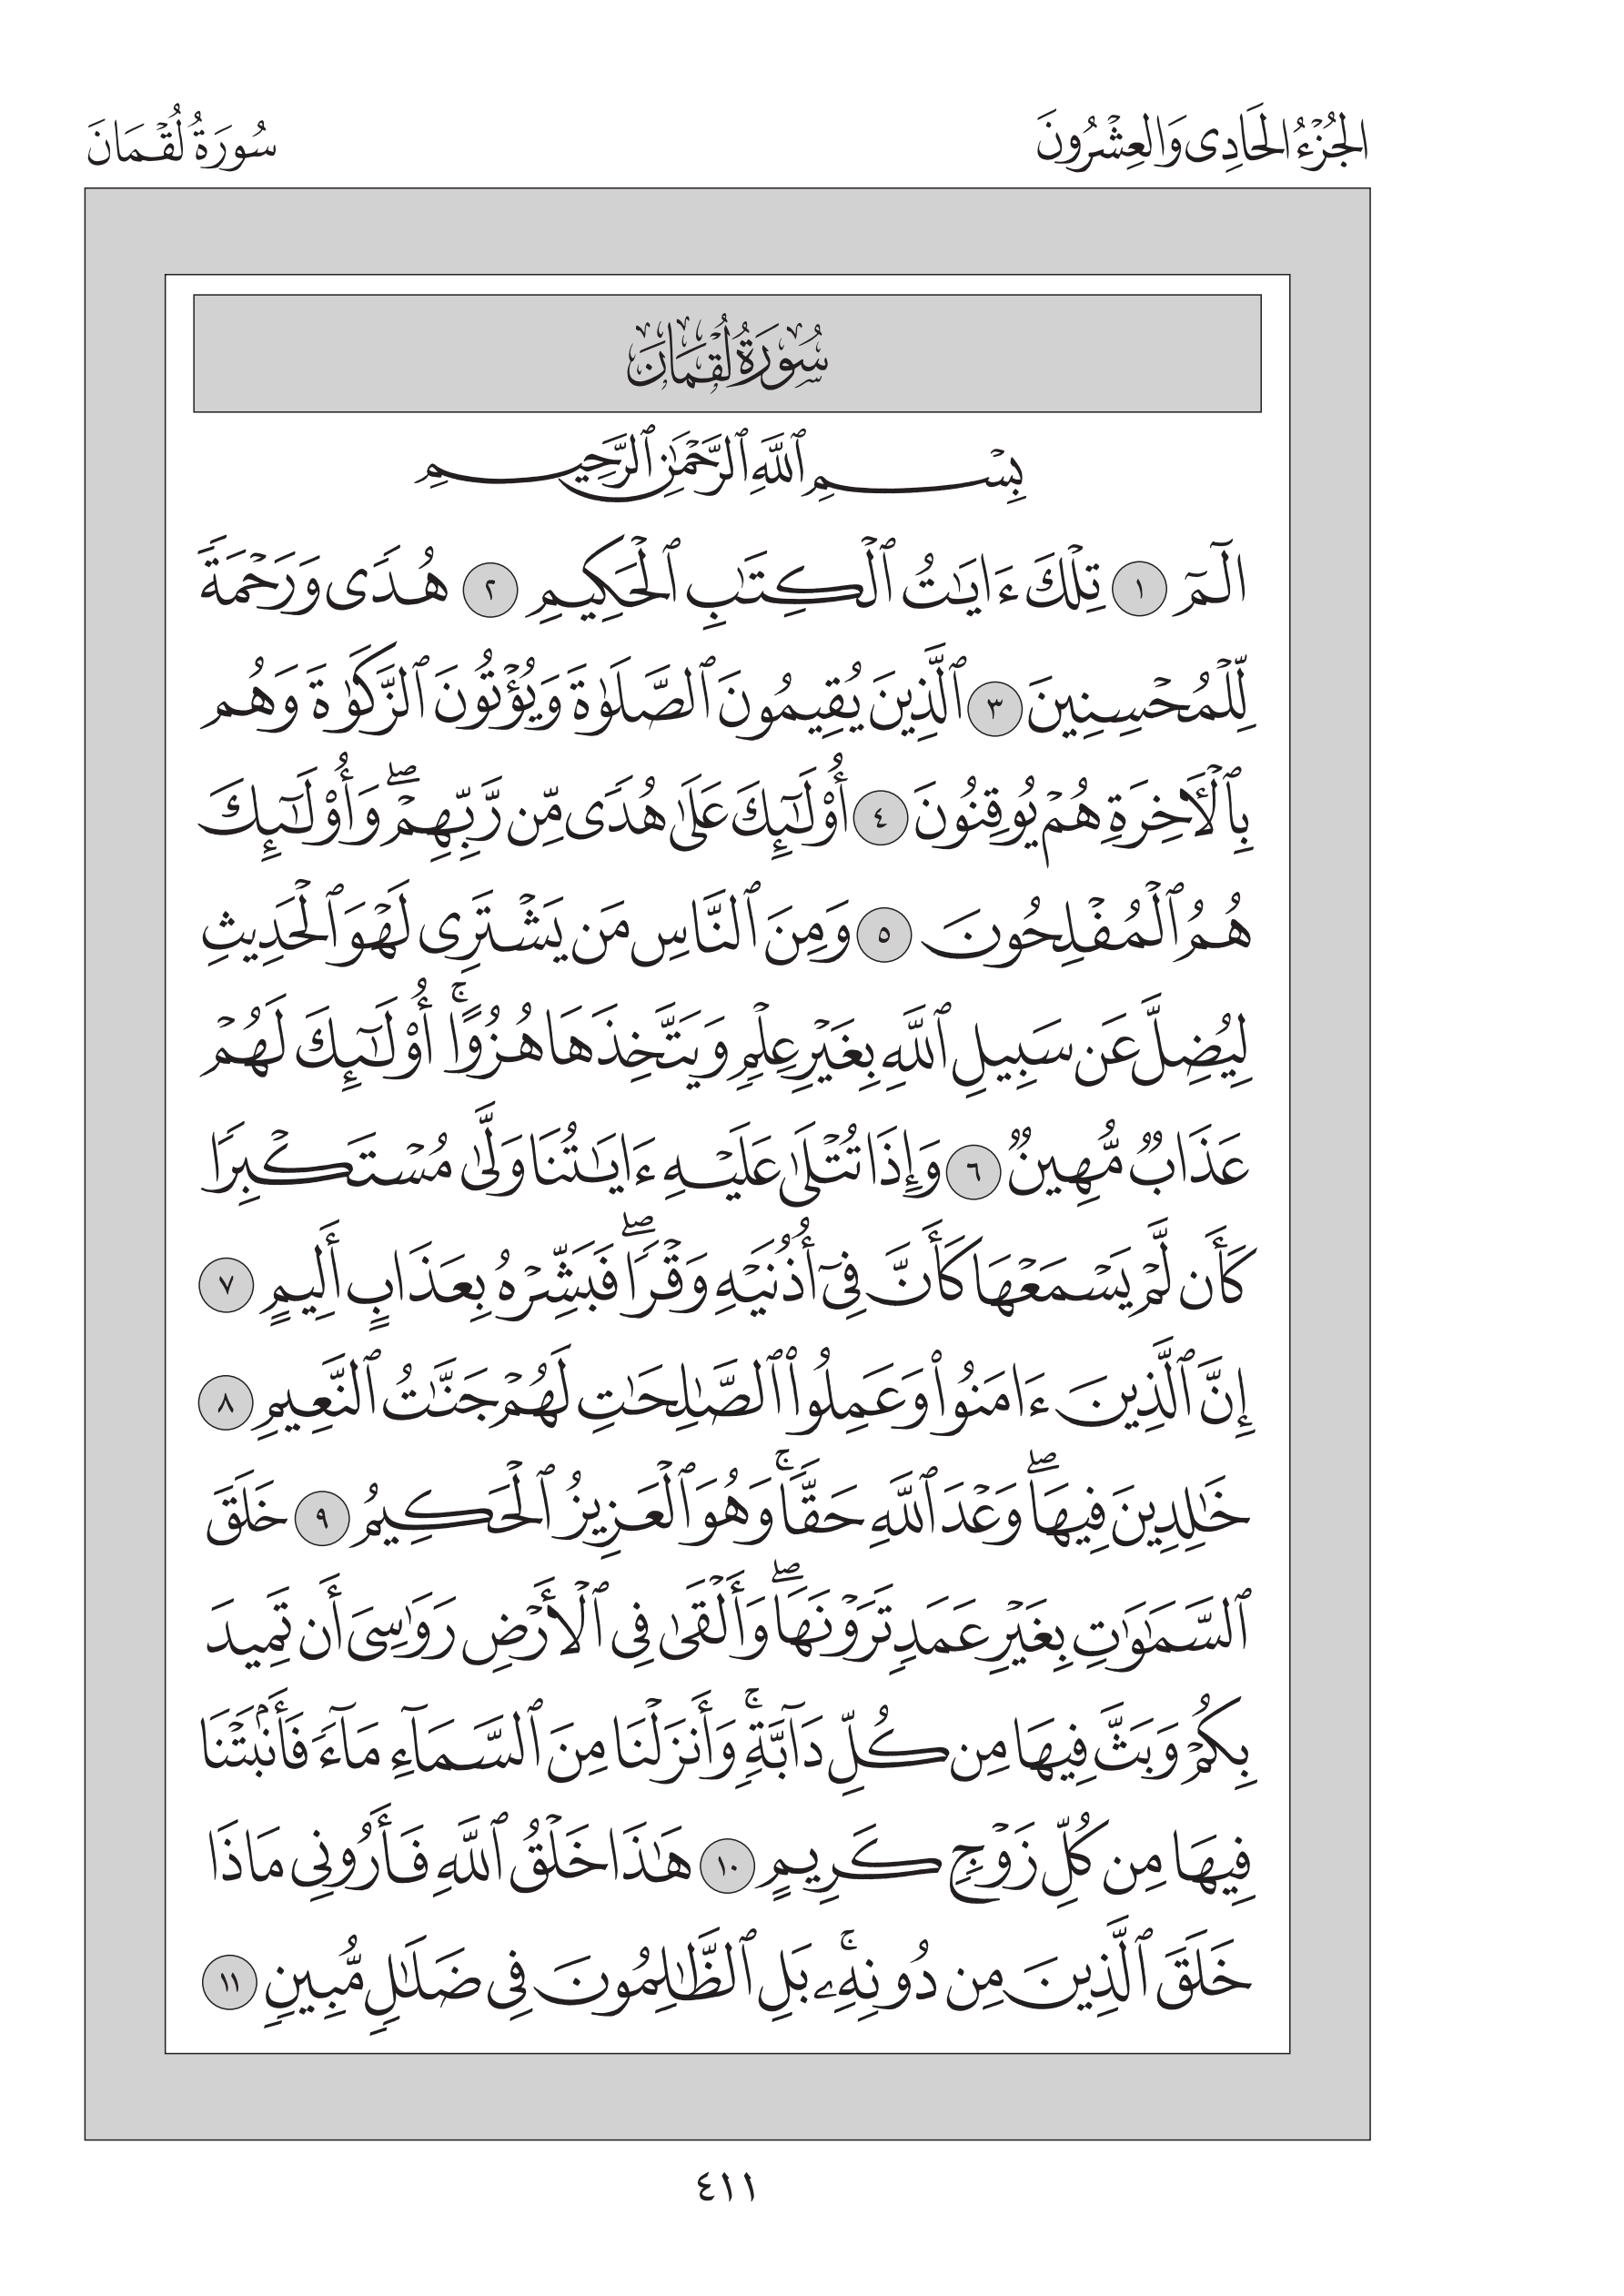 الجُزْءُ الحَادِى وَالعِشْرُونَ
سُورَةُ لُقْمَانَ
سُورَةُ لُقْمَانَ
بِسْمِ ٱللَّهِ ٱلرَّحْمَٰنِ ٱلرَّحِيمِ
الٓمٓ ١ تِلْكَ ءَايَٰتُ ٱلْكِتَٰبِ ٱلْحَكِيمِ ٢ هُدًى وَرَحْمَةً
لِّلْمُحْسِنِينَ ٣ ٱلَّذِينَ يُقِيمُونَ ٱلصَّلَوٰةَ وَيُؤْتُونَ ٱلزَّكَوٰةَ وَهُم
بِٱلْأَخِرَةِ هُمْ يُوقِنُونَ ٤ أُوْلَٰٓئِكَ عَلَىٰ هُدًى مِّن رَّبِّهِمْۖ وَأُوْلَٰٓئِكَ
هُمُ ٱلْمُفْلِحُونَ ٥ وَمِنَ ٱلنَّاسِ مَن يَشْتَرِى لَهْوَ ٱلْحَدِيثِ
لِيُضِلَّ عَن سَبِيلِ ٱللَّهِ بِغَيْرِ عِلْمٍ وَيَتَّخِذَهَا هُزُوًاۚ أُوْلَٰٓئِكَ لَهُمْ
عَذَابٌ مُّهِينٌ ٦ وَإِذَا تُتْلَىٰ عَلَيْهِ ءَايَٰتُنَا وَلَّىٰ مُسْتَكْبِرًا
كَأَن لَّمْ يَسْمَعْهَا كَأَنَّ فِىٓ أُذُنَيْهِ وَقْرًاۖ فَبَشِّرْهُ بِعَذَابٍ أَلِيمٍ ٧
إِنَّ ٱلَّذِينَ ءَامَنُوا۟ وَعَمِلُوا۟ ٱلصَّٰلِحَٰتِ لَهُمْ جَنَّٰتُ ٱلنَّعِيمِ ٨
خَٰلِدِينَ فِيهَاۖ وَعْدَ ٱللَّهِ حَقًّاۚ وَهُوَ ٱلْعَزِيزُ ٱلْحَكِيمُ ٩ خَلَقَ
ٱلسَّمَٰوَٰتِ بِغَيْرِ عَمَدٍ تَرَوْنَهَاۖ وَأَلْقَىٰ فِى ٱلْأَرْضِ رَوَٰسِىَ أَن تَمِيدَ
بِكُمْ وَبَثَّ فِيهَا مِن كُلِّ دَآبَّةٍۚ وَأَنزَلْنَا مِنَ ٱلسَّمَآءِ مَآءً فَأَنۢبَتْنَا
فِيهَا مِن كُلِّ زَوْجٍ كَرِيمٍ ١٠ هَٰذَا خَلْقُ ٱللَّهِ فَأَرُونِى مَاذَا
خَلَقَ ٱلَّذِينَ مِن دُونِهِۦۚ بَلِ ٱلظَّٰلِمُونَ فِى ضَلَٰلٍ مُّبِينٍ ١١
٤١١